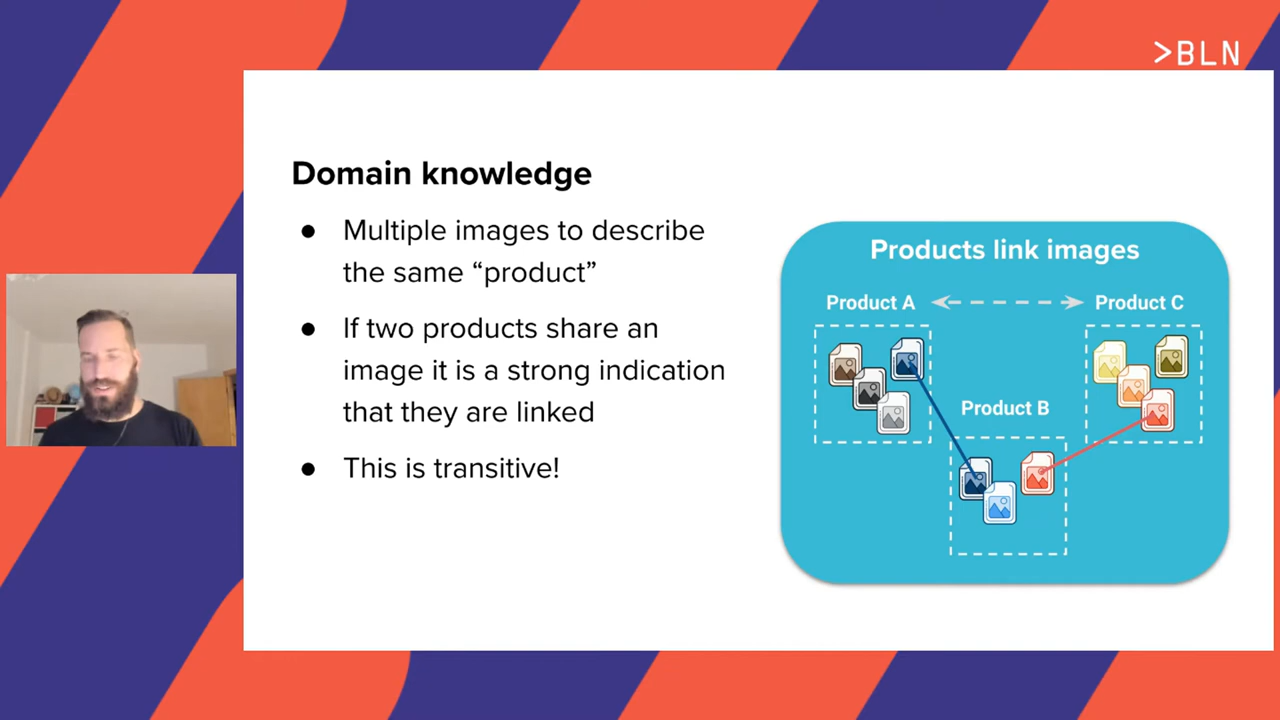 >BLN
Domain knowledge
● Multiple images to describe
the same “product”
● If two products share an
image it is a strong indication
that they are linked
● This is transitive!
Products link images
Product A
Product C
Product B